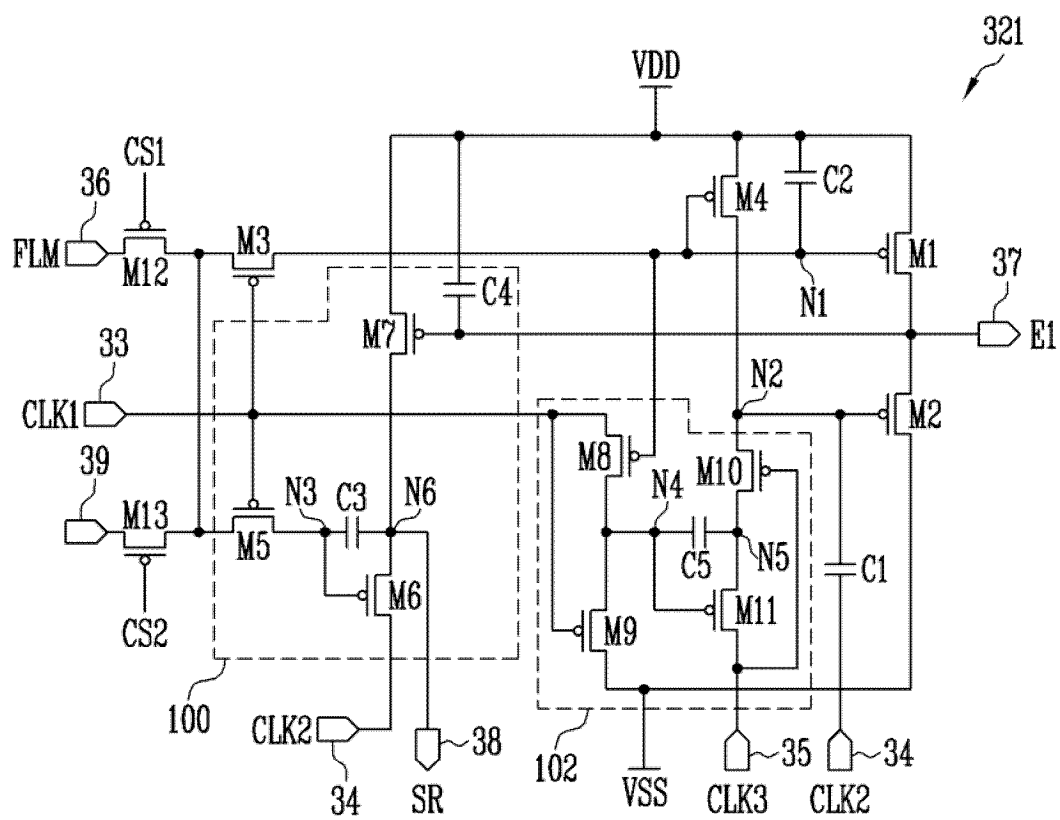 321
VDD
CS1
36
FLM
M12
M3
M4
C2
M1
N1
37
E1
C4
M7
33
CLK1
N2
M2
39
M13
M8
M10
N3
C3
N6
N4
M5
C5
N5
C1
M6
M9
M11
CS2
100
CLK2
34
38
SR
102
VSS
35
CLK3
34
CLK2